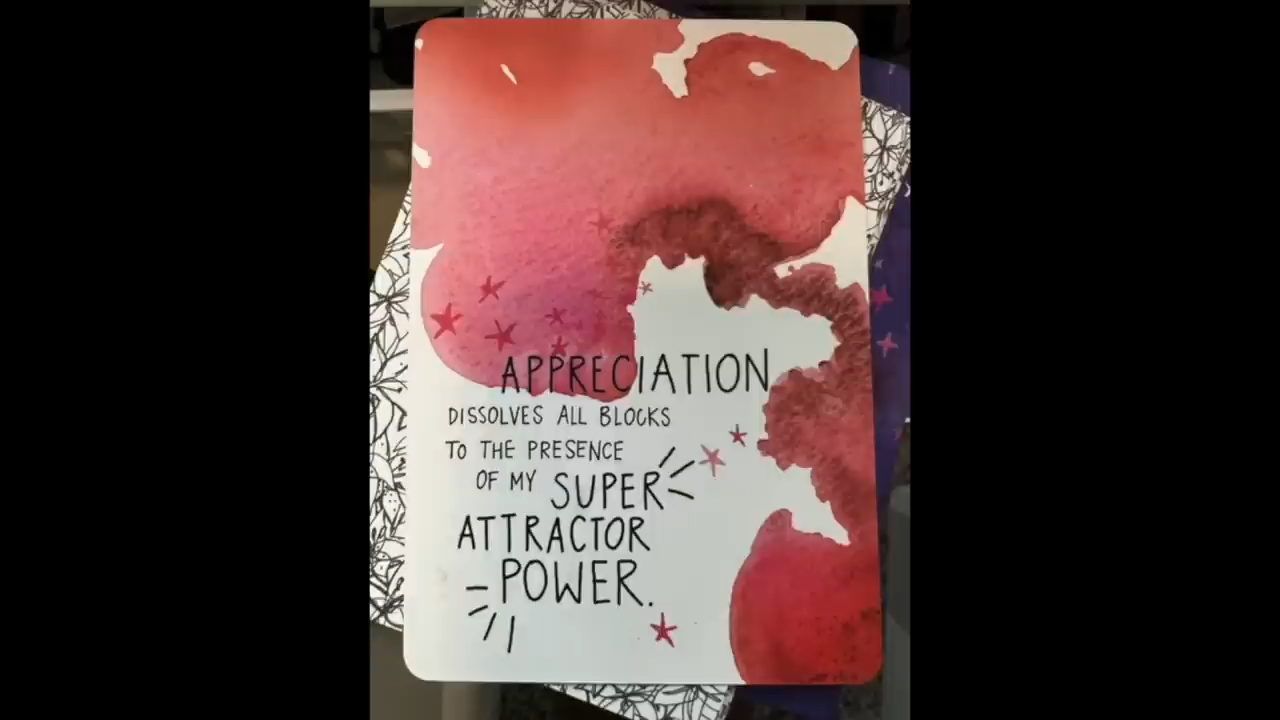 APPRECIATION
DISSOLVES ALL BLOCKS
TO THE PRESENCE
OF MY SUPER
ATTRACTOR
POWER.